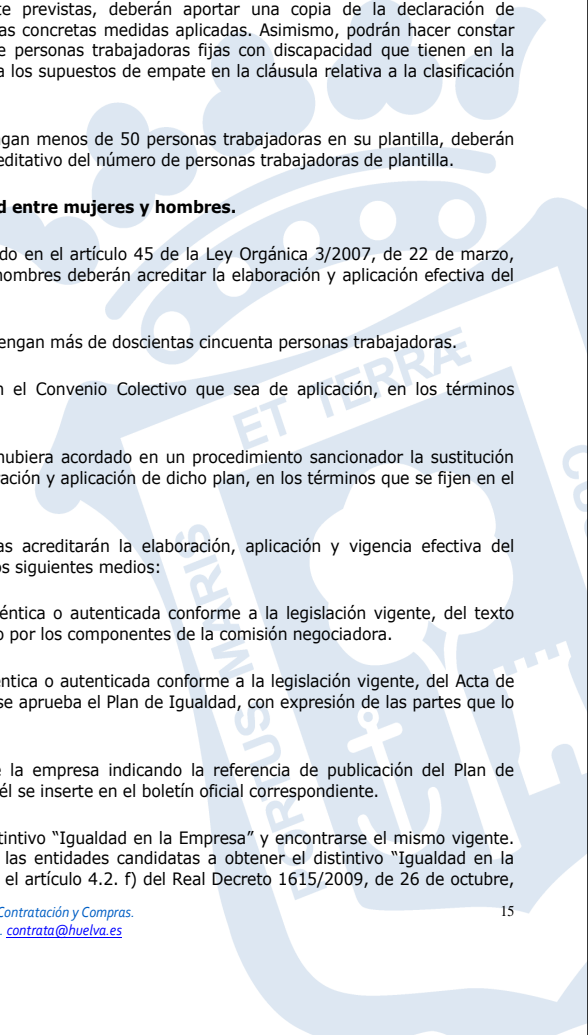 te previstas, deberán aportar una copia de la declaración de
as concretas medidas aplicadas. Asimismo, podrán hacer constar
e personas trabajadoras fijas con discapacidad que tienen en la
a los supuestos de empate en la cláusula relativa a la clasificación
ngan menos de 50 personas trabajadoras en su plantilla, deberán
editativo del número de personas trabajadoras de plantilla.
d entre mujeres y hombres.
do en el artículo 45 de la Ley Orgánica 3/2007, de 22 de marzo,
hombres deberán acreditar la elaboración y aplicación efectiva del
tengan más de doscientas cincuenta personas trabajadoras.
n el Convenio Colectivo que sea de aplicación, en los términos
hubiera acordado en un procedimiento sancionador la sustitución
ración y aplicación de dicho plan, en los términos que se fijen en el
as acreditarán la elaboración, aplicación y vigencia efectiva del
os siguientes medios:
éntica o autenticada conforme a la legislación vigente, del texto
o por los componentes de la comisión negociadora.
éntica o autenticada conforme a la legislación vigente, del Acta de
se aprueba el Plan de Igualdad, con expresión de las partes que lo
e la empresa indicando la referencia de publicación del Plan de
él se inserte en el boletín oficial correspondiente.
tintivo “Igualdad en la Empresa” y encontrarse el mismo vigente.
las entidades candidatas a obtener el distintivo “Igualdad en la
el artículo 4.2. f) del Real Decreto 1615/2009, de 26 de octubre,
Contratación y Compras.
. contrata@huelva.es
15
PORTUS MARIS
ET TERRÆ
CU